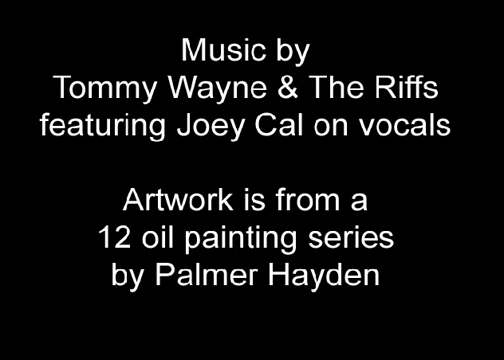 Music by
Tommy Wayne & The Riffs
featuring Joey Cal on vocals
Artwork is from a
12 oil painting series
by Palmer Hayden